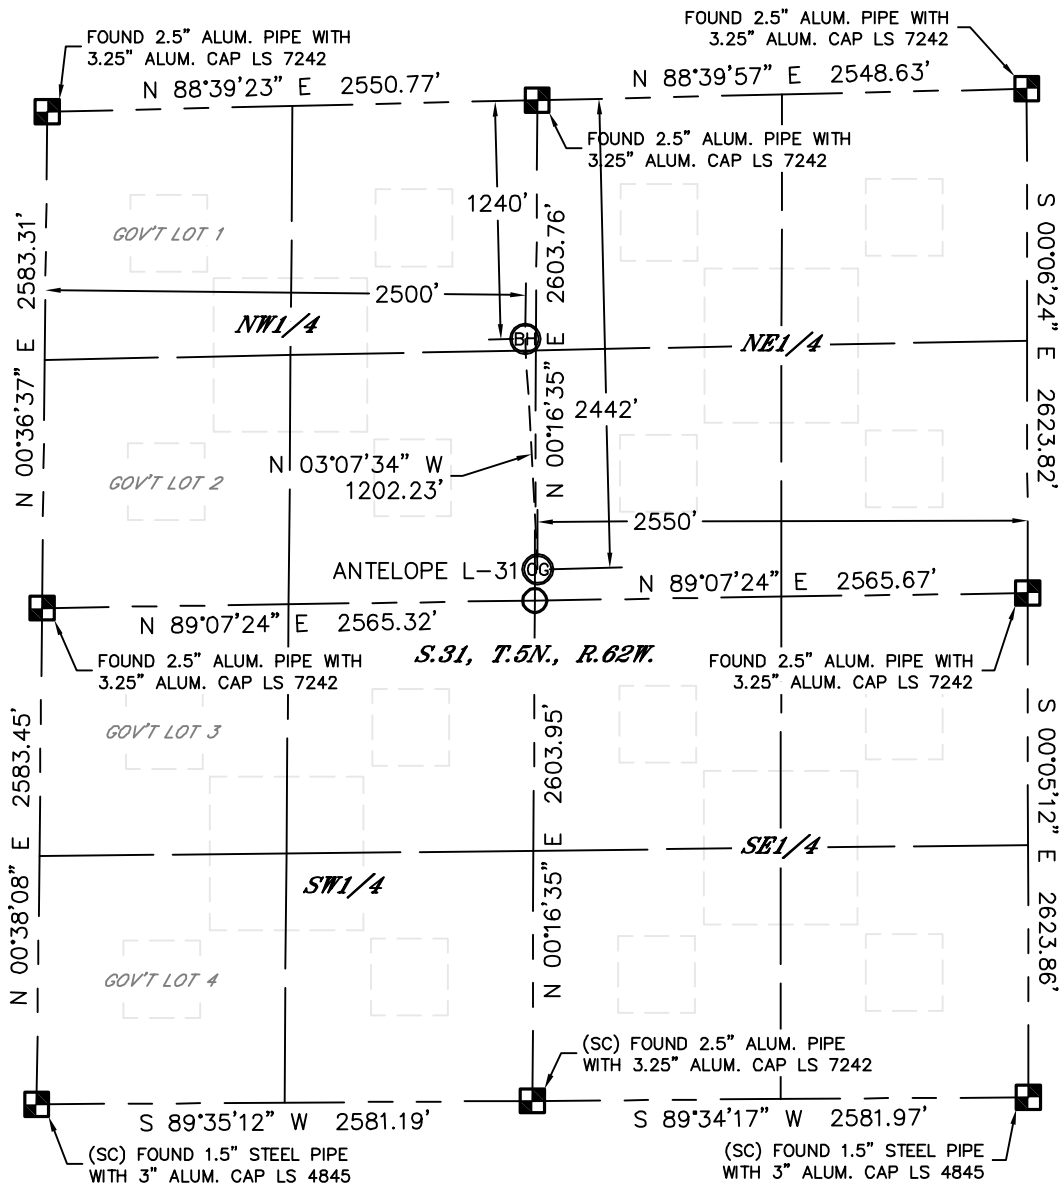 FOUND 2.5" ALUM. PIPE WITH
3.25" ALUM. CAP LS 7242
FOUND 2.5" ALUM. PIPE WITH
3.25" ALUM. CAP LS 7242
N 88°39'23" E 2550.77'
N 88°39'57" E 2548.63'
FOUND 2.5" ALUM. PIPE WITH
3.25" ALUM. CAP LS 7242
1240'
GOV'T LOT 1
N 00°36'37" E 2583.31'
N 00°16'35" E 2603.76'
S 00°06'24" E 2623.82'
2500'
NW1/4
BH
NE1/4
2442'
N 03°07'34" W
1202.23'
GOV'T LOT 2
2550'
ANTELOPE L-31
OG
N 89°07'24" E 2565.67'
N 89°07'24" E 2565.32'
S.31, T.5N., R.62W.
FOUND 2.5" ALUM. PIPE WITH
3.25" ALUM. CAP LS 7242
FOUND 2.5" ALUM. PIPE WITH
3.25" ALUM. CAP LS 7242
GOV'T LOT 3
N 00°38'08" E 2583.45'
N 00°16'35" E 2603.95'
S 00°05'12" E 2623.86'
SE1/4
SW1/4
GOV'T LOT 4
(SC) FOUND 2.5" ALUM. PIPE
WITH 3.25" ALUM. CAP LS 7242
S 89°35'12" W 2581.19'
S 89°34'17" W 2581.97'
(SC) FOUND 1.5" STEEL PIPE
WITH 3" ALUM. CAP LS 4845
(SC) FOUND 1.5" STEEL PIPE
WITH 3" ALUM. CAP LS 4845